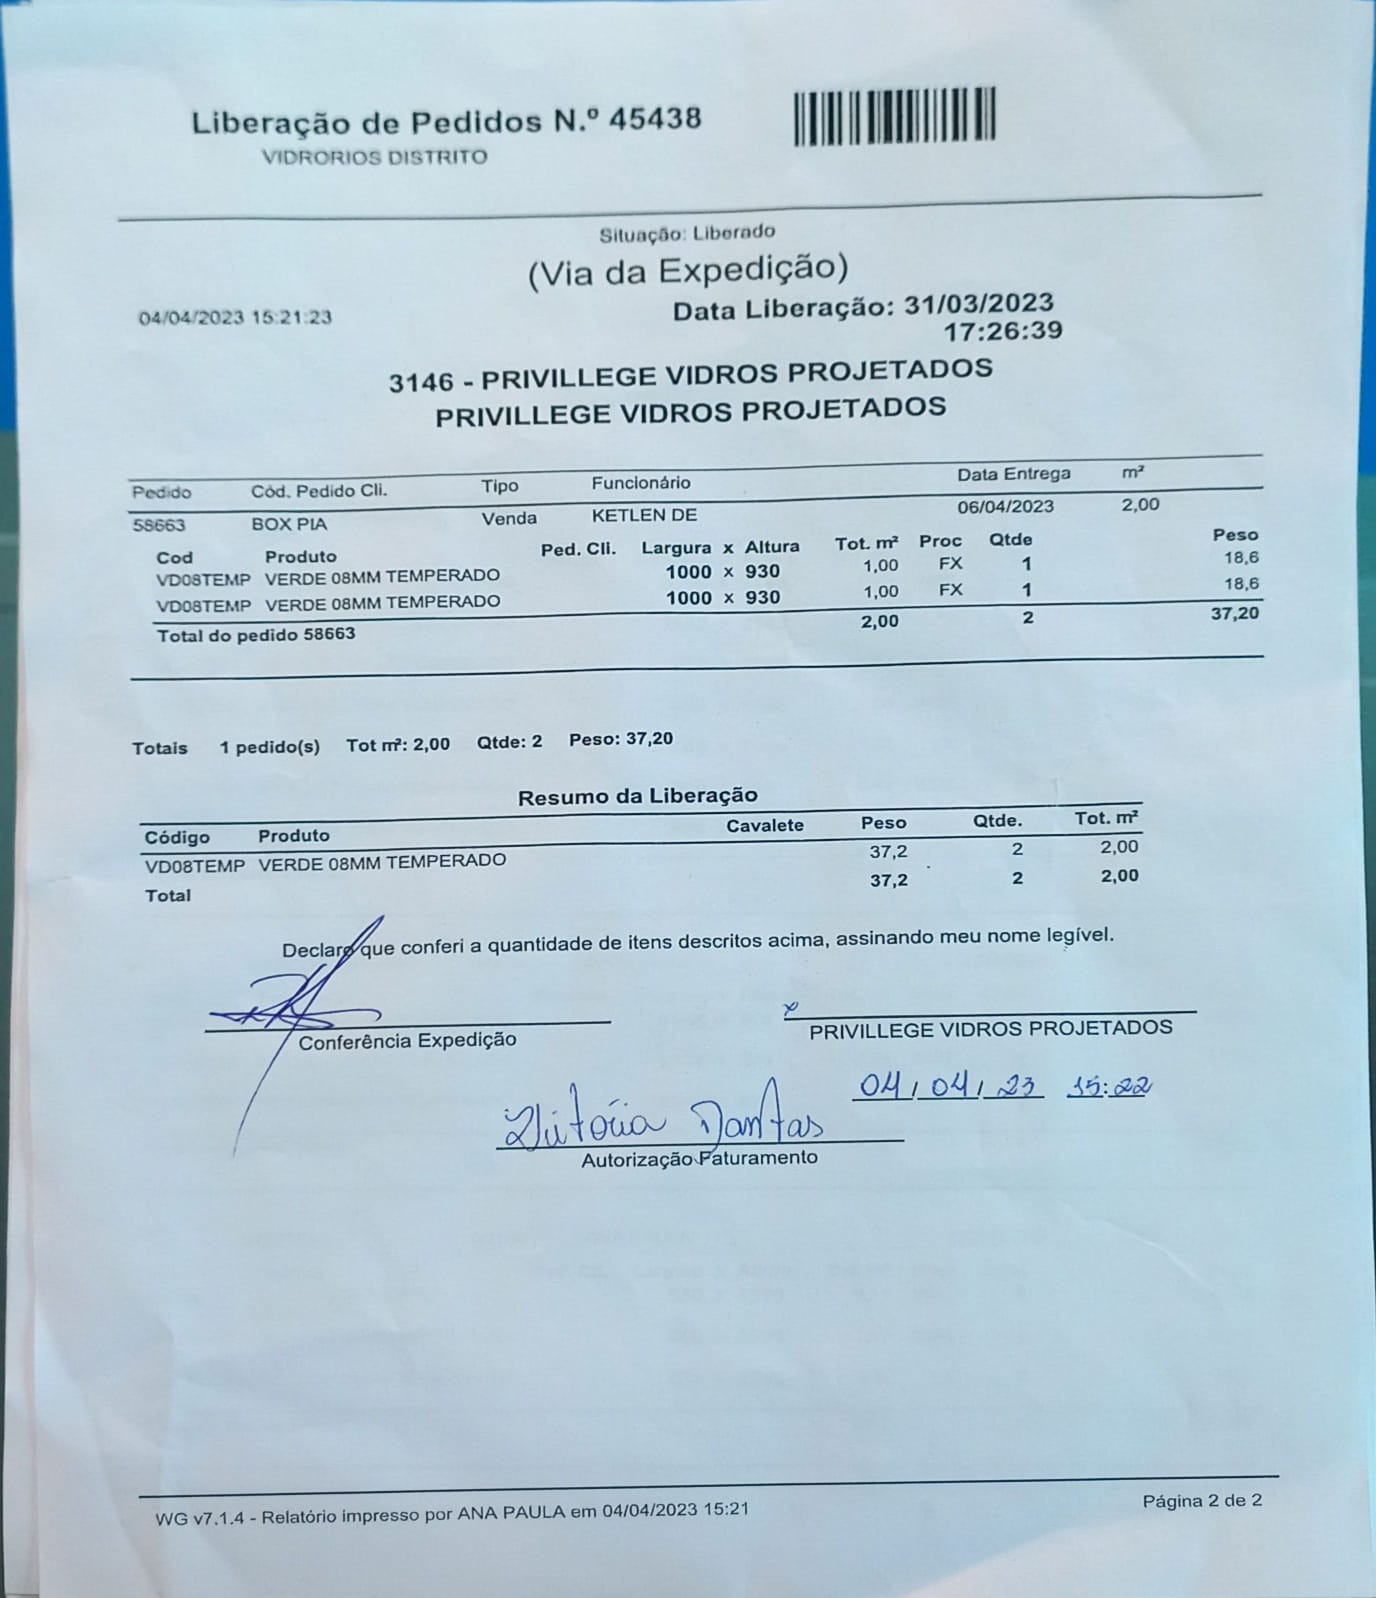 Liberação de Pedidos N.º 45438
VIDRORIOS DISTRITO
Situação: Liberado
(Via da Expedição)
04/04/2023 15:21:23 Data Liberação: 31/03/2023
17:26:39
3146 - PRIVILLEGE VIDROS PROJETADOS
PRIVILLEGE VIDROS PROJETADOS
Pedido Cód. Pedido Cli. Tipo Funcionário Data Entrega m²
58663 BOX PIA Venda KETLEN DE 06/04/2023 2,00
Cod Produto Ped. Cli. Largura x Altura Tot. m² Proc Qtde Peso
VD08TEMP VERDE 08MM TEMPERADO 1000 x 930 1,00 FX 1 18,6
VD08TEMP VERDE 08MM TEMPERADO 1000 x 930 1,00 FX 1 18,6
Total do pedido 58663 2,00 2 37,20
Totais 1 pedido(s) Tot m²: 2,00 Qtde: 2 Peso: 37,20
Resumo da Liberação
Código Produto Cavalete Peso Qtde. Tot. m²
VD08TEMP VERDE 08MM TEMPERADO 37,2 2 2,00
Total 37,2 2 2,00
Declaro que conferi a quantidade de itens descritos acima, assinando meu nome legível.
Conferência Expedição PRIVILLEGE VIDROS PROJETADOS
04/04/23 15:22
Vitória Dantas
Autorização Faturamento
WG v7.1.4 - Relatório impresso por ANA PAULA em 04/04/2023 15:21 Página 2 de 2